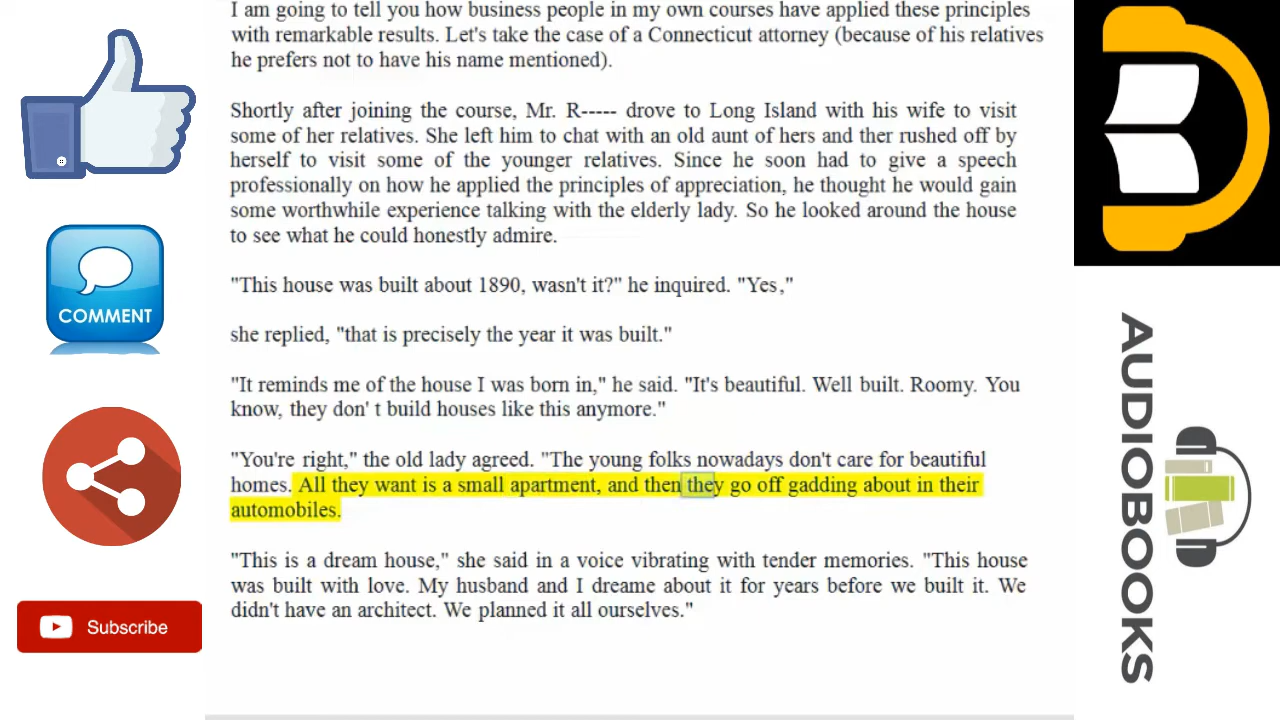 I am going to tell you how business people in my own courses have applied these principles
with remarkable results. Let's take the case of a Connecticut attorney (because of his relatives
he prefers not to have his name mentioned).
Shortly after joining the course, Mr. R----- drove to Long Island with his wife to visit
some of her relatives. She left him to chat with an old aunt of hers and ther rushed off by
herself to visit some of the younger relatives. Since he soon had to give a speech
professionally on how he applied the principles of appreciation, he thought he would gain
some worthwhile experience talking with the elderly lady. So he looked around the house
to see what he could honestly admire.
"This house was built about 1890, wasn't it?" he inquired. "Yes,"
she replied, "that is precisely the year it was built."
"It reminds me of the house I was born in," he said. "It's beautiful. Well built. Roomy. You
know, they don' t build houses like this anymore."
"You're right," the old lady agreed. "The young folks nowadays don't care for beautiful
homes. All they want is a small apartment, and then they go off gadding about in their
automobiles.
"This is a dream house," she said in a voice vibrating with tender memories. "This house
was built with love. My husband and I dreame about it for years before we built it. We
didn't have an architect. We planned it all ourselves."
COMMENT
Subscribe
AUDIOBOOKS